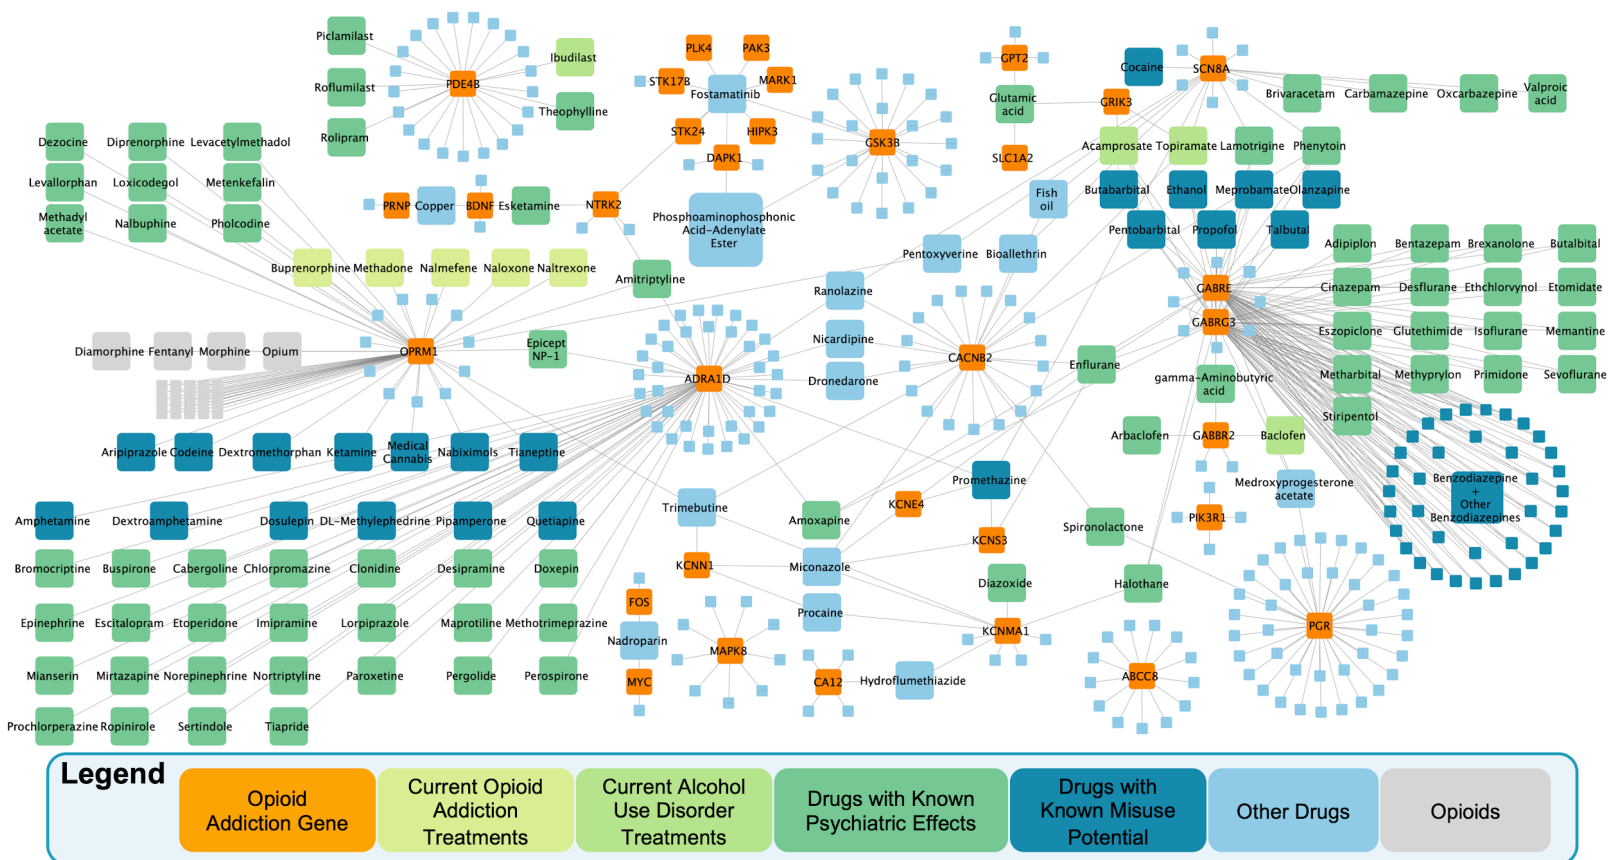 Piclamilast
Ibudilast
PDE4B
Roflumilast
Theophylline
Rolipram
PLK4
PAK3
STK17B
MARK1
Fostamatinib
STK24
HIPK3
DAPK1
GSK3B
GPT2
Glutamic
acid
GRIK3
SLC1A2
Cocaine
SCN8A
Brivaracetam
Carbamazepine
Oxcarbazepine
Valproic
acid
Acamprosate
Topiramate
Lamotrigine
Phenytoin
Dezocine
Diprenorphine
Levacetylmethadol
Levallorphan
Loxicodegol
Metenkefalin
Methadyl
acetate
Nalbuphine
Pholcodine
PRNP
Copper
BDNF
Esketamine
NTRK2
Phosphoaminophosphonic
Acid-Adenylate
Ester
Fish
oil
Butabarbital
Ethanol
Meprobamate
Olanzapine
Pentobarbital
Propofol
Talbutal
Buprenorphine
Methadone
Nalmefene
Naloxone
Naltrexone
Amitriptyline
Pentoxyverine
Bioallethrin
Ranolazine
Nicardipine
Dronedarone
GABRE
GABRG3
Adipiplon
Bentazepam
Brexanolone
Butalbital
Cinazepam
Desflurane
Ethchlorvynol
Etomidate
Eszopiclone
Glutethimide
Isoflurane
Memantine
Metharbital
Methyprylon
Primidone
Sevoflurane
Stiripentol
Diamorphine
Fentanyl
Morphine
Opium
OPRM1
Epicept
NP-1
ADRA1D
CACNB2
Enflurane
gamma-Aminobutyric
acid
Arbaclofen
GABBR2
Baclofen
Aripiprazole
Codeine
Dextromethorphan
Ketamine
Medical
Cannabis
Nabiximols
Tianeptine
Medroxyprogesterone
acetate
Benzodiazepine
+
Other
Benzodiazepines
Promethazine
Trimebutine
Amoxapine
KCNE4
KCNS3
Spironolactone
PIK3R1
Amphetamine
Dextroamphetamine
Dosulepin
DL-Methylephedrine
Pipamperone
Quetiapine
Bromocriptine
Buspirone
Cabergoline
Chlorpromazine
Clonidine
Desipramine
Doxepin
KCNN1
Miconazole
Diazoxide
Halothane
Epinephrine
Escitalopram
Etoperidone
Imipramine
Lorpiprazole
Maprotiline
Methotrimeprazine
FOS
Nadroparin
MYC
MAPK8
Procaine
KCNMA1
PGR
Mianserin
Mirtazapine
Norepinephrine
Nortriptyline
Paroxetine
Pergolide
Perospirone
CA12
Hydroflumethiazide
ABCC8
Prochlorperazine
Ropinirole
Sertindole
Tiapride
Legend
Opioid
Addiction Gene
Current Opioid
Addiction
Treatments
Current Alcohol
Use Disorder
Treatments
Drugs with Known
Psychiatric Effects
Drugs with
Known Misuse
Potential
Other Drugs
Opioids